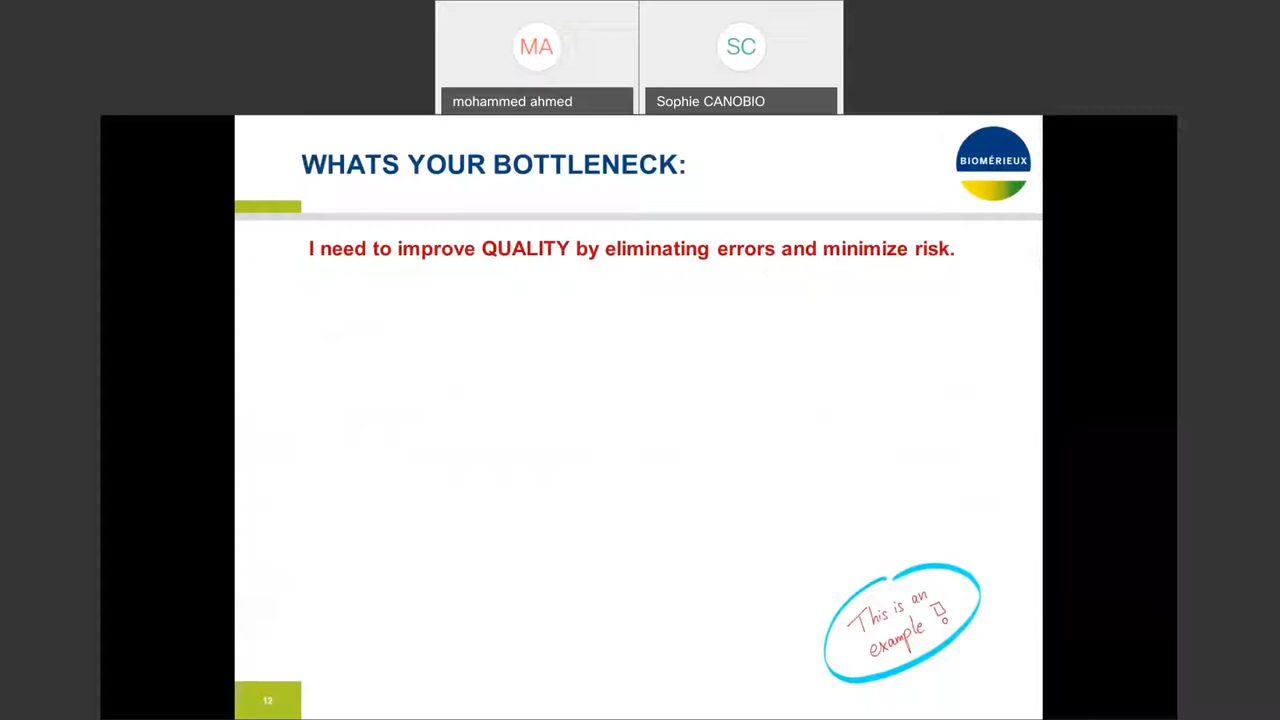 MA
SC
mohammed ahmed
Sophie CANOBIO
WHATS YOUR BOTTLENECK:
BIOMÉRIEUX
I need to improve QUALITY by eliminating errors and minimize risk.
This is an
example !
12